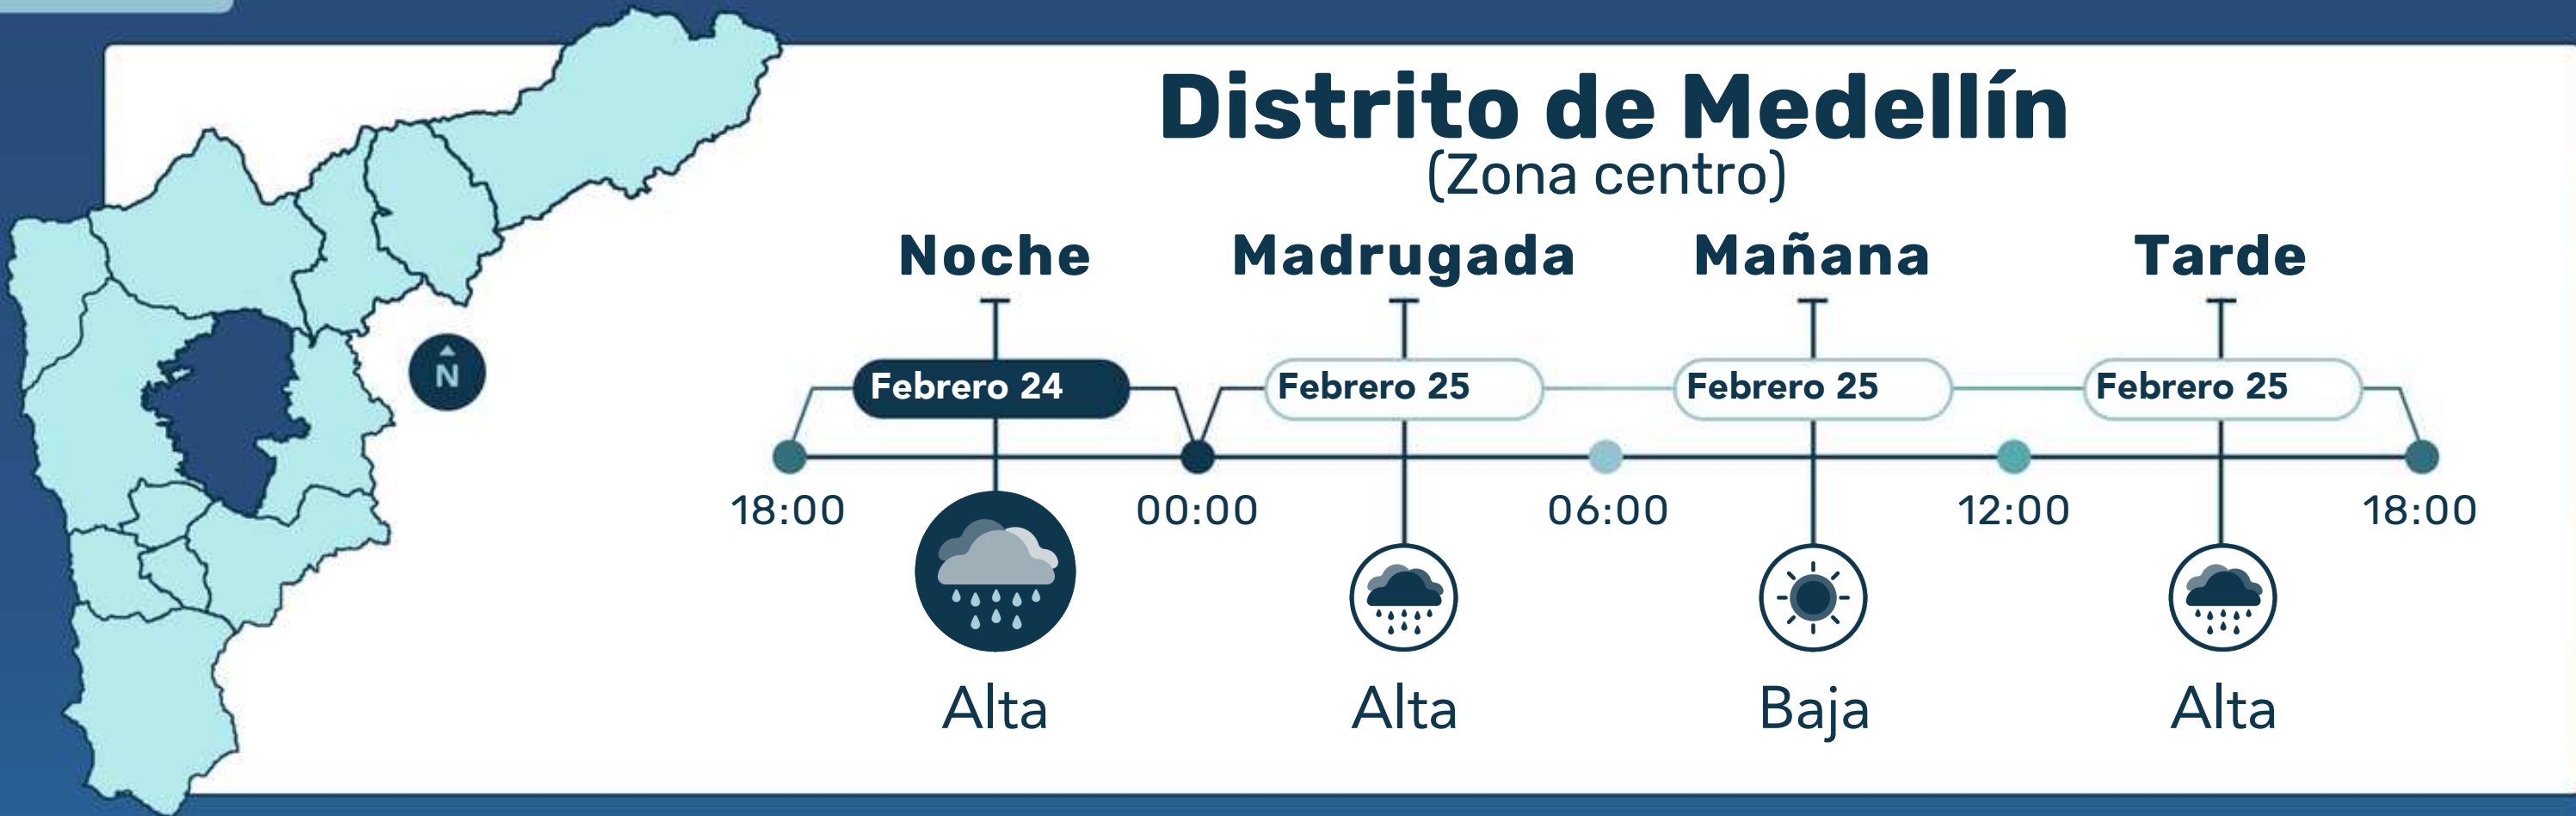 Distrito de Medellín
(Zona centro)
Noche Madrugada Mañana Tarde
Febrero 24 Febrero 25 Febrero 25 Febrero 25
N
18:00 00:00 06:00 12:00 18:00
Alta Alta Baja Alta